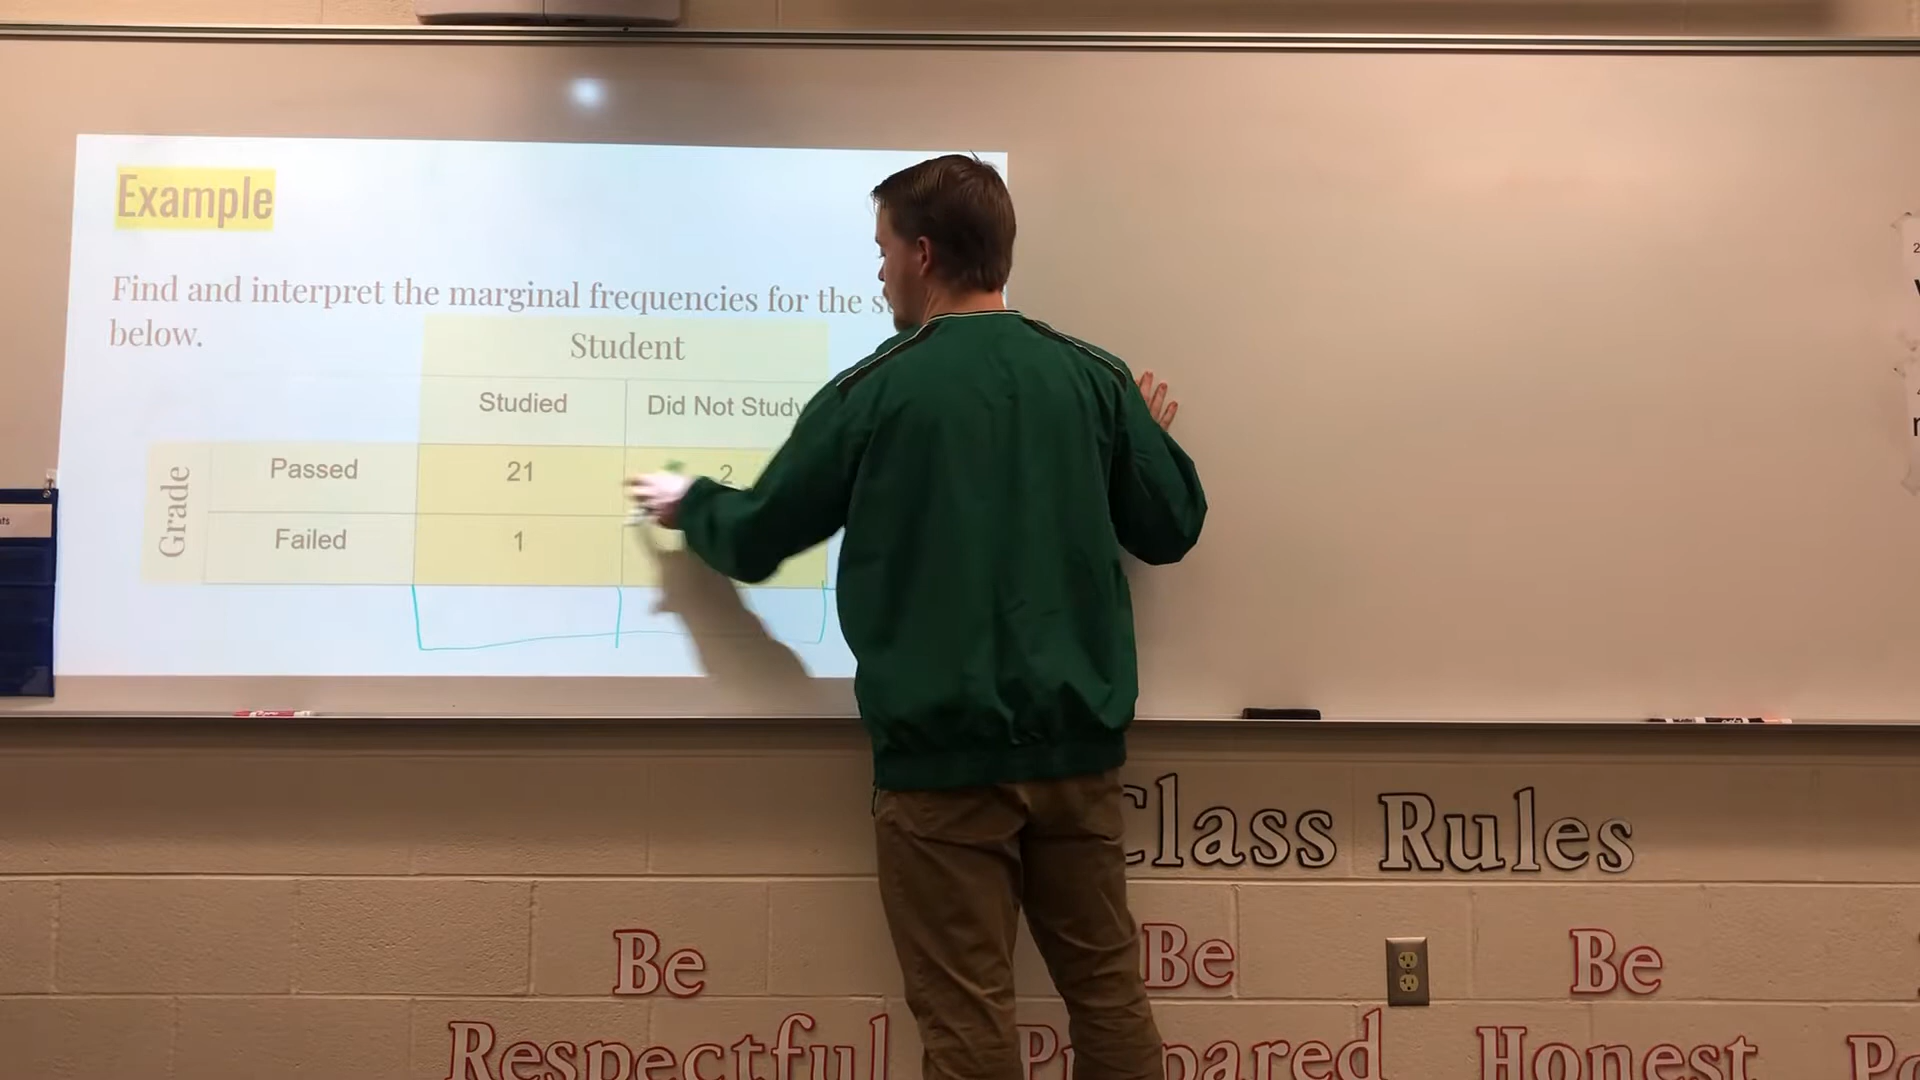 Example
Find and interpret the marginal frequencies for the
below.
Student
Studied
Did Not Study
Grade
Passed
21
2
Failed
1
Class Rules
Be
Be
Be
Respectful
Honest